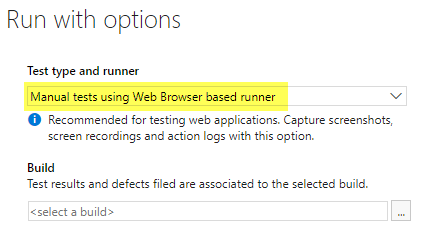 Run with options
Test type and runner
Manual tests using Web Browser based runner
Recommended for testing web applications. Capture screenshots,
screen recordings and action logs with this option.
Build
Test results and defects filed are associated to the selected build.
<select a build>
...